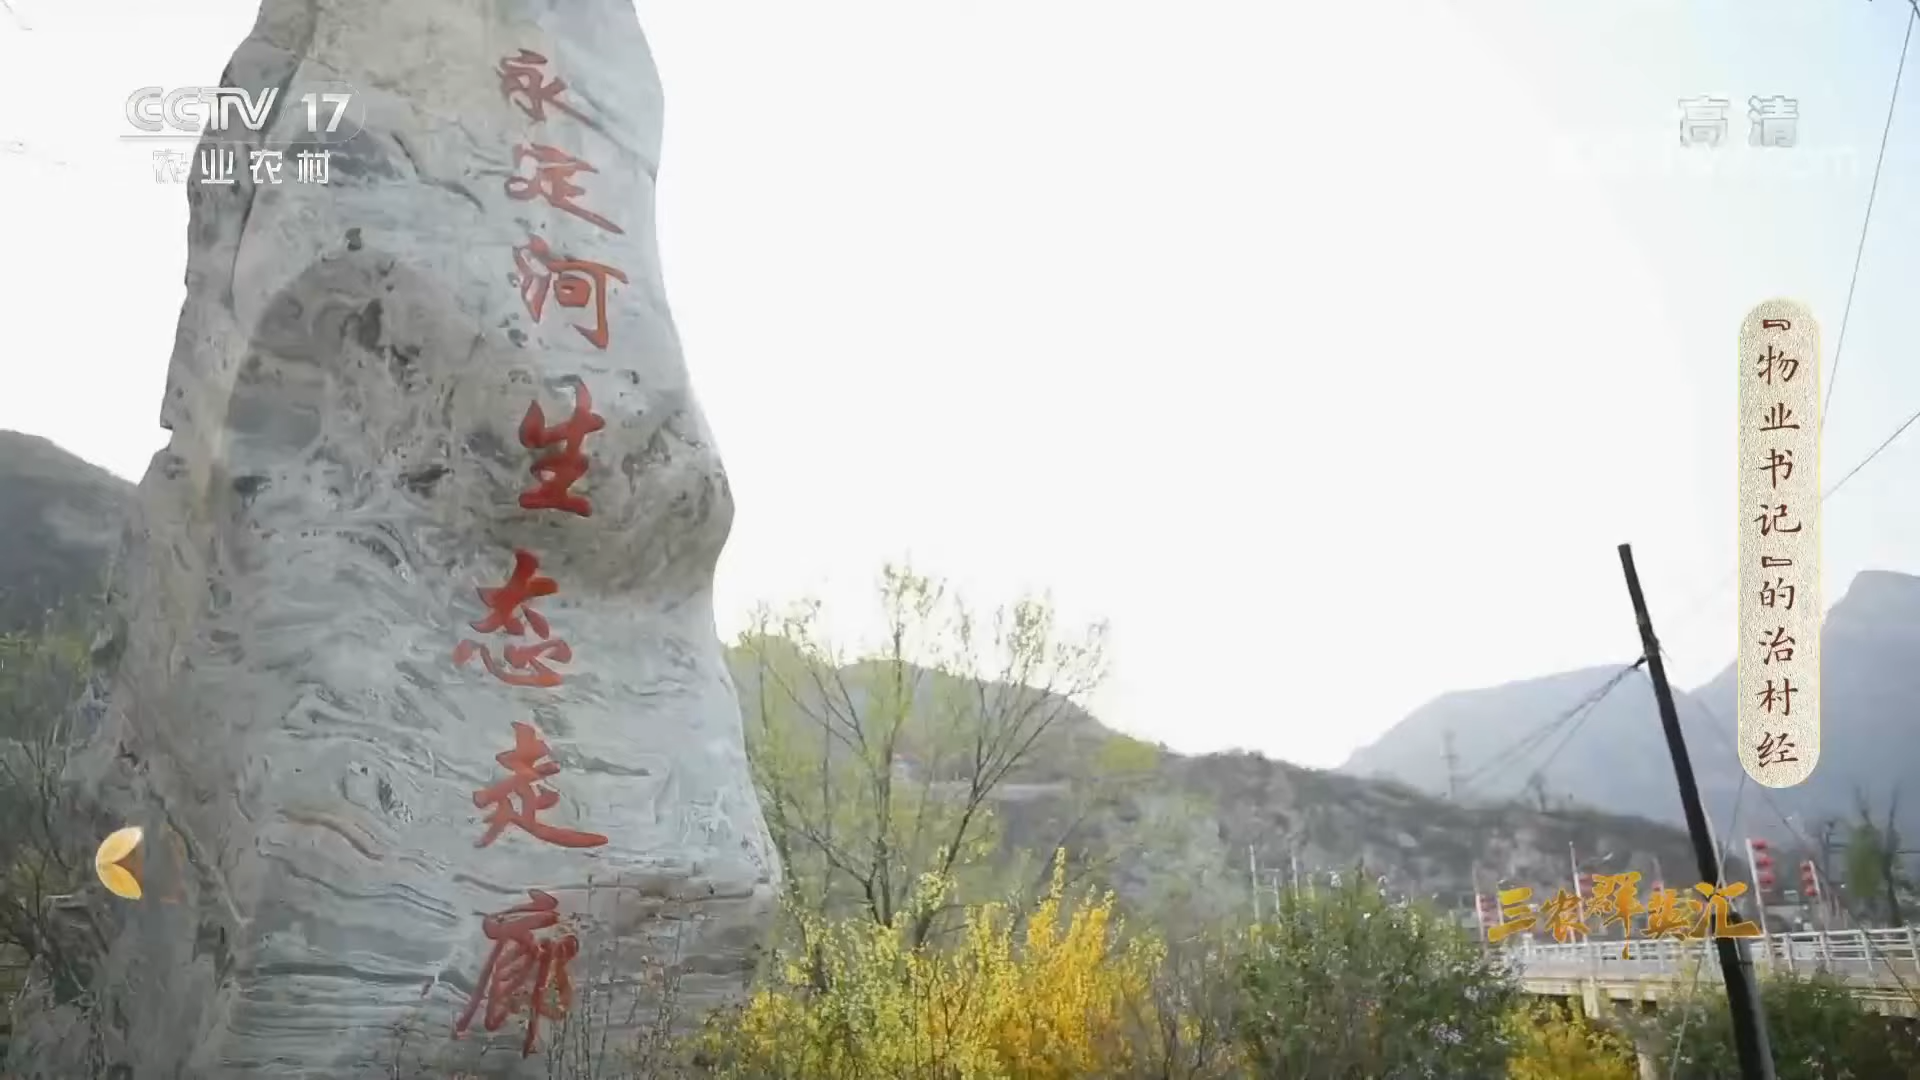 CCTV 17
农业农村
高清
永定河生态走廊
『物业书记』的治村经
三农群英汇